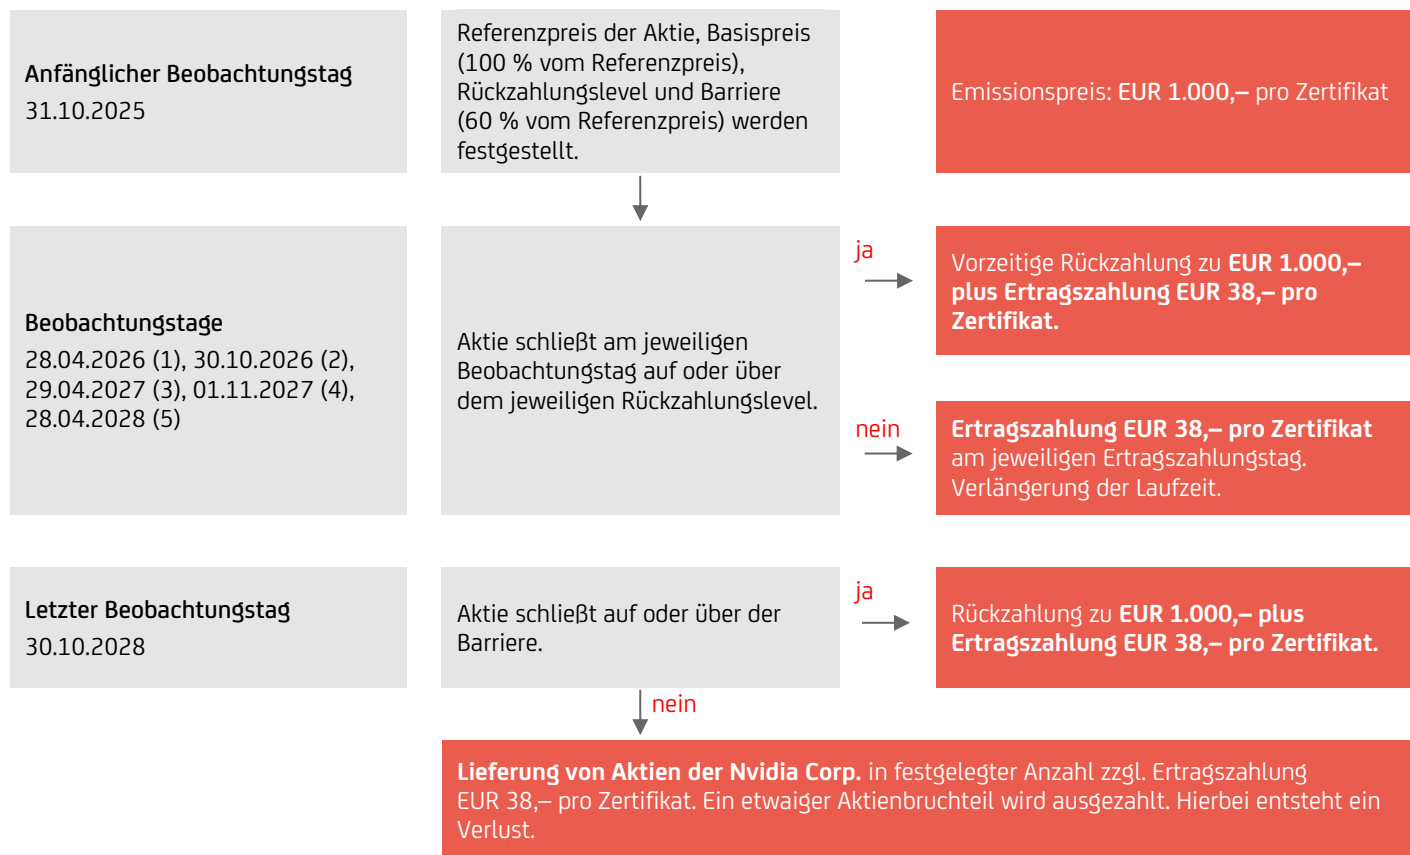 Anfänglicher Beobachtungstag
31.10.2025
Referenzpreis der Aktie, Basispreis
(100 % vom Referenzpreis),
Rückzahlungslevel und Barriere
(60 % vom Referenzpreis) werden
festgestellt.
Emissionspreis: EUR 1.000,– pro Zertifikat
Beobachtungstage
28.04.2026 (1), 30.10.2026 (2),
29.04.2027 (3), 01.11.2027 (4),
28.04.2028 (5)
Aktie schließt am jeweiligen
Beobachtungstag auf oder über
dem jeweiligen Rückzahlungslevel.
ja
Vorzeitige Rückzahlung zu EUR 1.000,–
plus Ertragszahlung EUR 38,– pro
Zertifikat.
nein
Ertragszahlung EUR 38,– pro Zertifikat
am jeweiligen Ertragszahlungstag.
Verlängerung der Laufzeit.
Letzter Beobachtungstag
30.10.2028
Aktie schließt auf oder über der
Barriere.
ja
Rückzahlung zu EUR 1.000,– plus
Ertragszahlung EUR 38,– pro Zertifikat.
nein
Lieferung von Aktien der Nvidia Corp. in festgelegter Anzahl zzgl. Ertragszahlung
EUR 38,– pro Zertifikat. Ein etwaiger Aktienbruchteil wird ausgezahlt. Hierbei entsteht ein
Verlust.